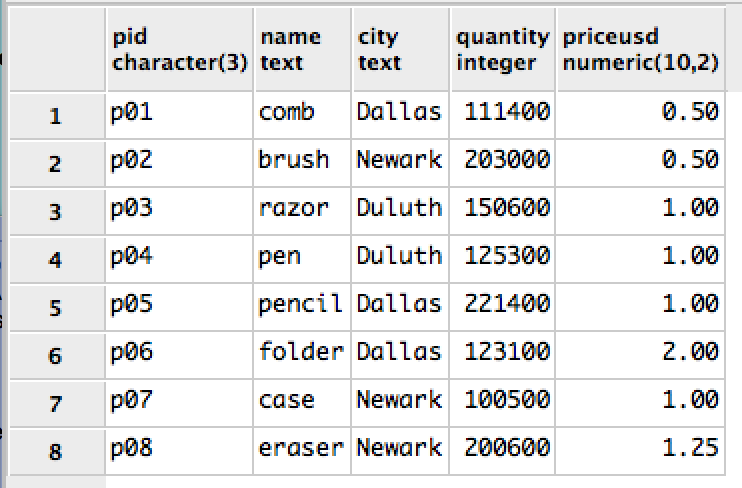 pid name city quantity priceusd
character(3) text text integer numeric(10,2)
1 p01 comb Dallas 111400 0.50
2 p02 brush Newark 203000 0.50
3 p03 razor Duluth 150600 1.00
4 p04 pen Duluth 125300 1.00
5 p05 pencil Dallas 221400 1.00
6 p06 folder Dallas 123100 2.00
7 p07 case Newark 100500 1.00
8 p08 eraser Newark 200600 1.25